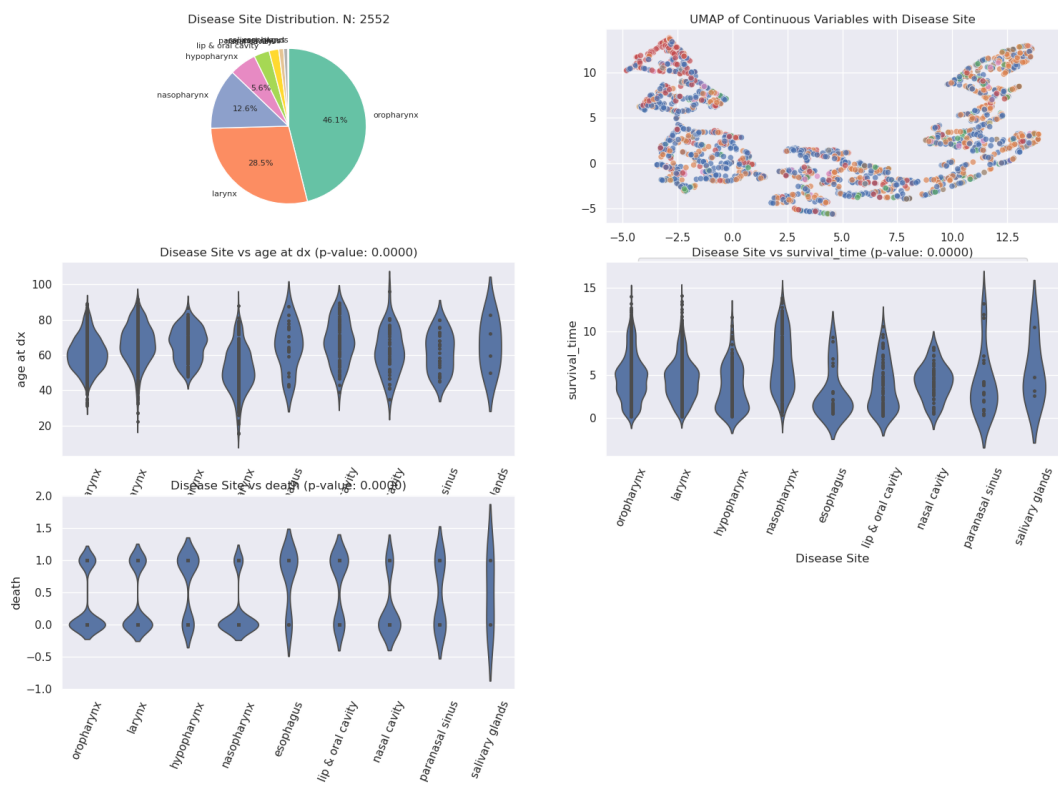 Disease Site Distribution. N: 2552
lip & oral cavity
hypopharynx
nasopharynx
larynx
oropharynx
5.6%
12.6%
28.5%
46.1%
UMAP of Continuous Variables with Disease Site
10
5
0
−5
−5.0 −2.5 0.0 2.5 5.0 7.5 10.0 12.5
Disease Site vs age at dx (p-value: 0.0000)
age at dx
100
80
60
40
20
sinus
Disease Site vs survival_time (p-value: 0.0000)
survival_time
15
10
5
0
oropharynx
larynx
hypopharynx
nasopharynx
esophagus
lip & oral cavity
nasal cavity
paranasal sinus
salivary glands
Disease Site
Disease Site vs death (p-value: 0.0000)
death
2.0
1.5
1.0
0.5
0.0
−0.5
−1.0
oropharynx
larynx
hypopharynx
nasopharynx
esophagus
lip & oral cavity
nasal cavity
paranasal sinus
salivary glands